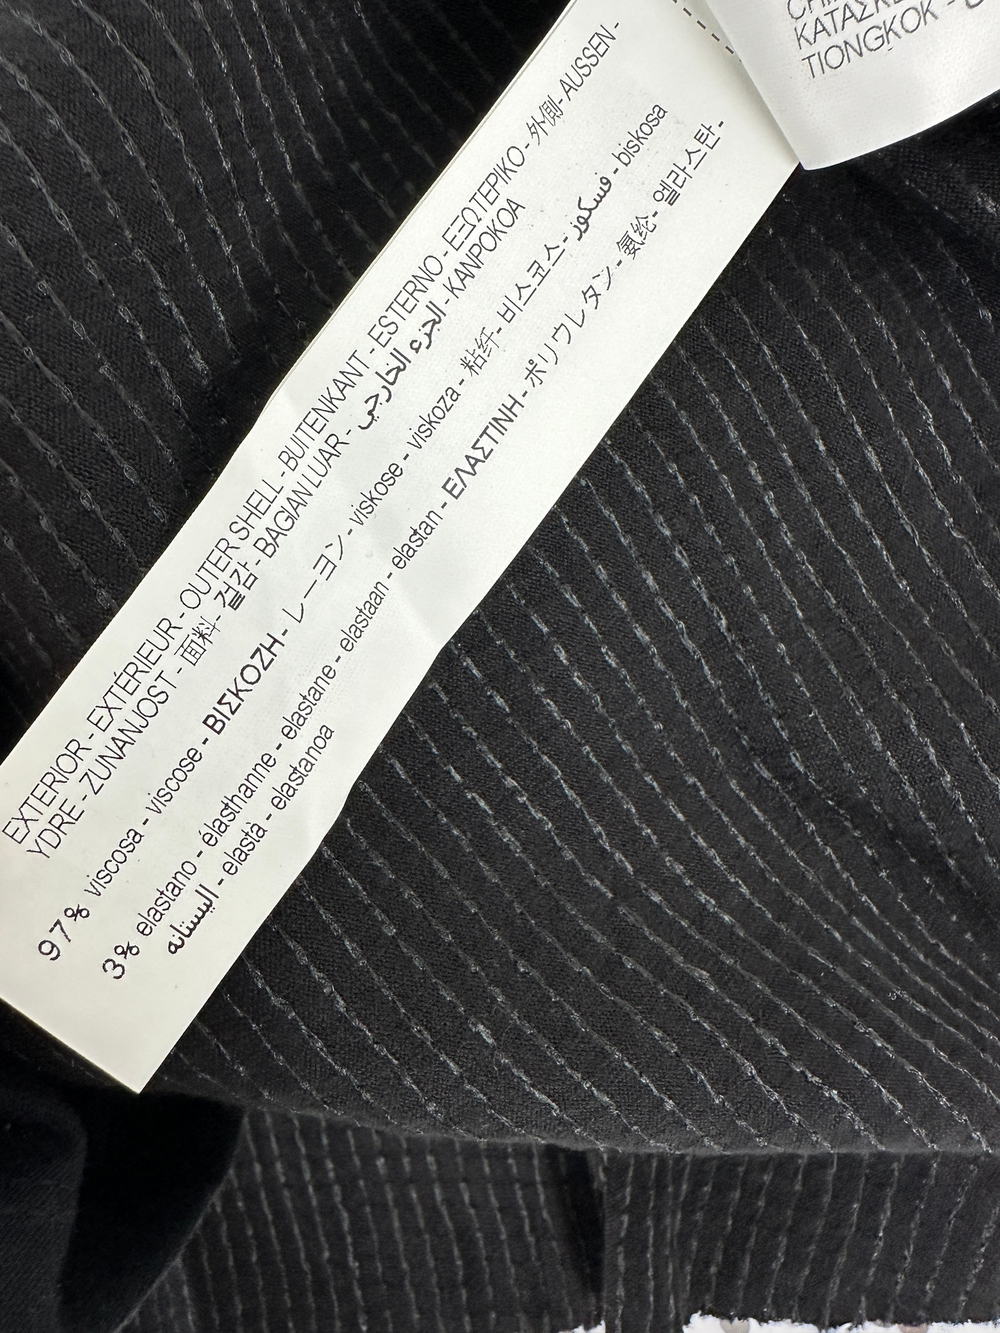 ΚΑΤΑΣΚΕ
TIONGKOK -
EXTERIOR - EXTÉRIEUR - OUTER SHELL - BUITENKANT - ESTERNO - ΕΞΩΤΕΡΙΚΟ - 外側 - AUSSEN -
YDRE - ZUNANJOST - 面料 - 겉감 - BAGIAN LUAR - الجزء الخارجي - KANPOKOA
97% viscosa - viscose - ΒΙΣΚΟΖΗ - レーヨン - viskose - viskoza - 粘纤 - 비스코스 - فسكوز - biskosa
3% elastano - élasthanne - elastane - elastaan - elastan - ΕΛΑΣΤΙΝΗ - ポリウレタン - 氨纶 - 엘라스탄 -
اليستانه - elastà - elastanoa